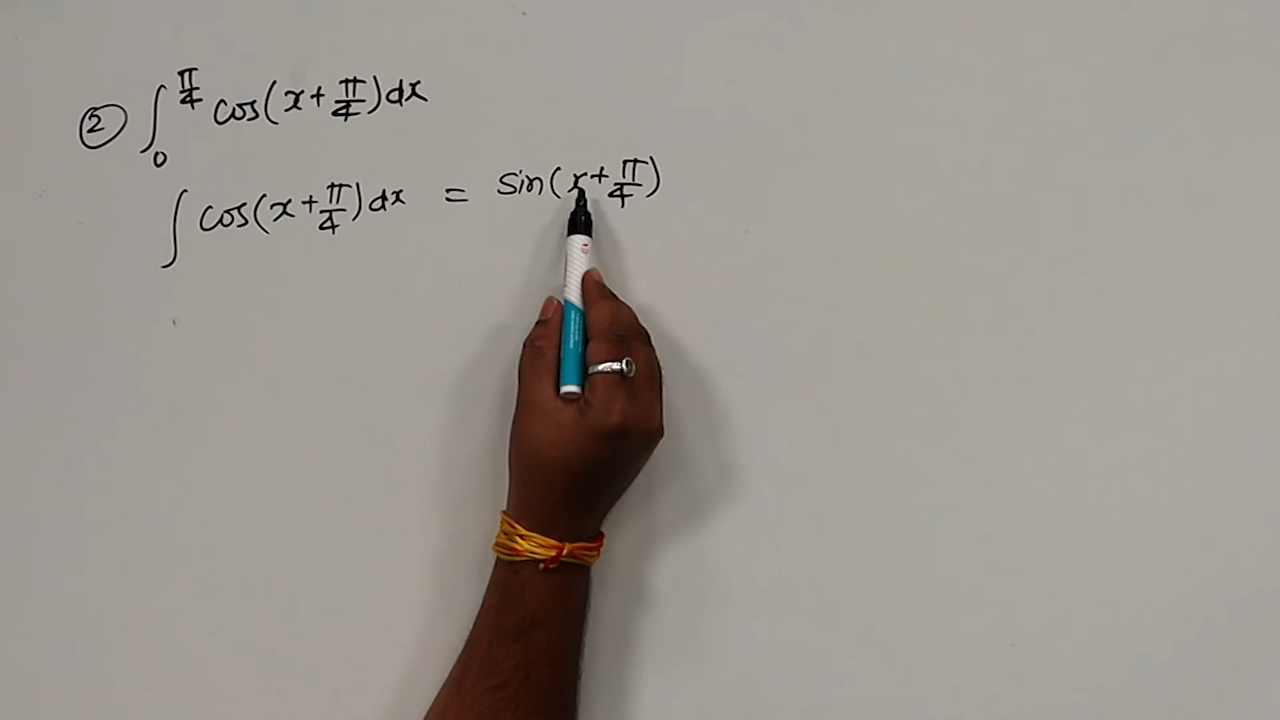 ② ∫₀^{π/4} cos(x+π/4)dx
∫ cos(x+π/4)dx = sin(x+π/4)